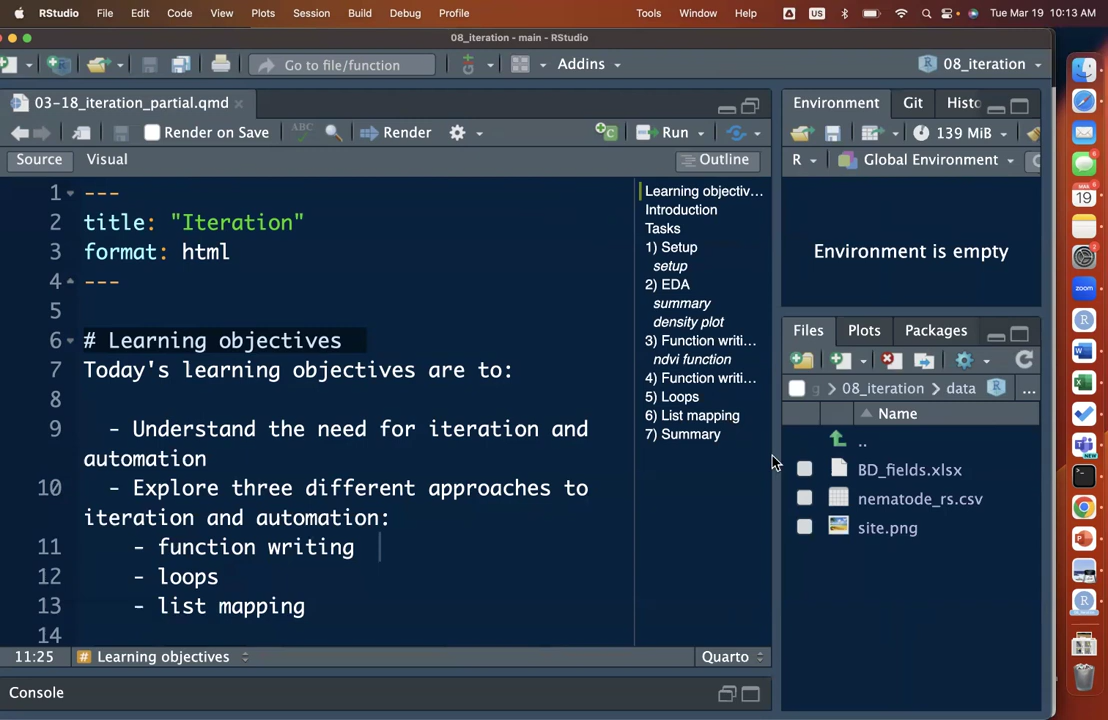 RStudio File Edit Code View Plots Session Build Debug Profile Tools Window Help US Tue Mar 19 10:13 AM
08_iteration - main - RStudio
Go to file/function Addins 08_iteration
03-18_iteration_partial.qmd
Render on Save ABC Render Run
Source Visual Outline
1 ---
2 title: "Iteration"
3 format: html
4 ---
5
6 # Learning objectives
7 Today's learning objectives are to:
8
9 - Understand the need for iteration and
automation
10 - Explore three different approaches to
iteration and automation:
11 - function writing
12 - loops
13 - list mapping
14
11:25 # Learning objectives Quarto
Console
Learning objectiv...
Introduction
Tasks
1) Setup
setup
2) EDA
summary
density plot
3) Function writi...
ndvi function
4) Function writi...
5) Loops
6) List mapping
7) Summary
Environment Git Histo
139 MiB
R Global Environment
Environment is empty
Files Plots Packages
g > 08_iteration > data R ...
Name
..
BD_fields.xlsx
nematode_rs.csv
site.png
zoom